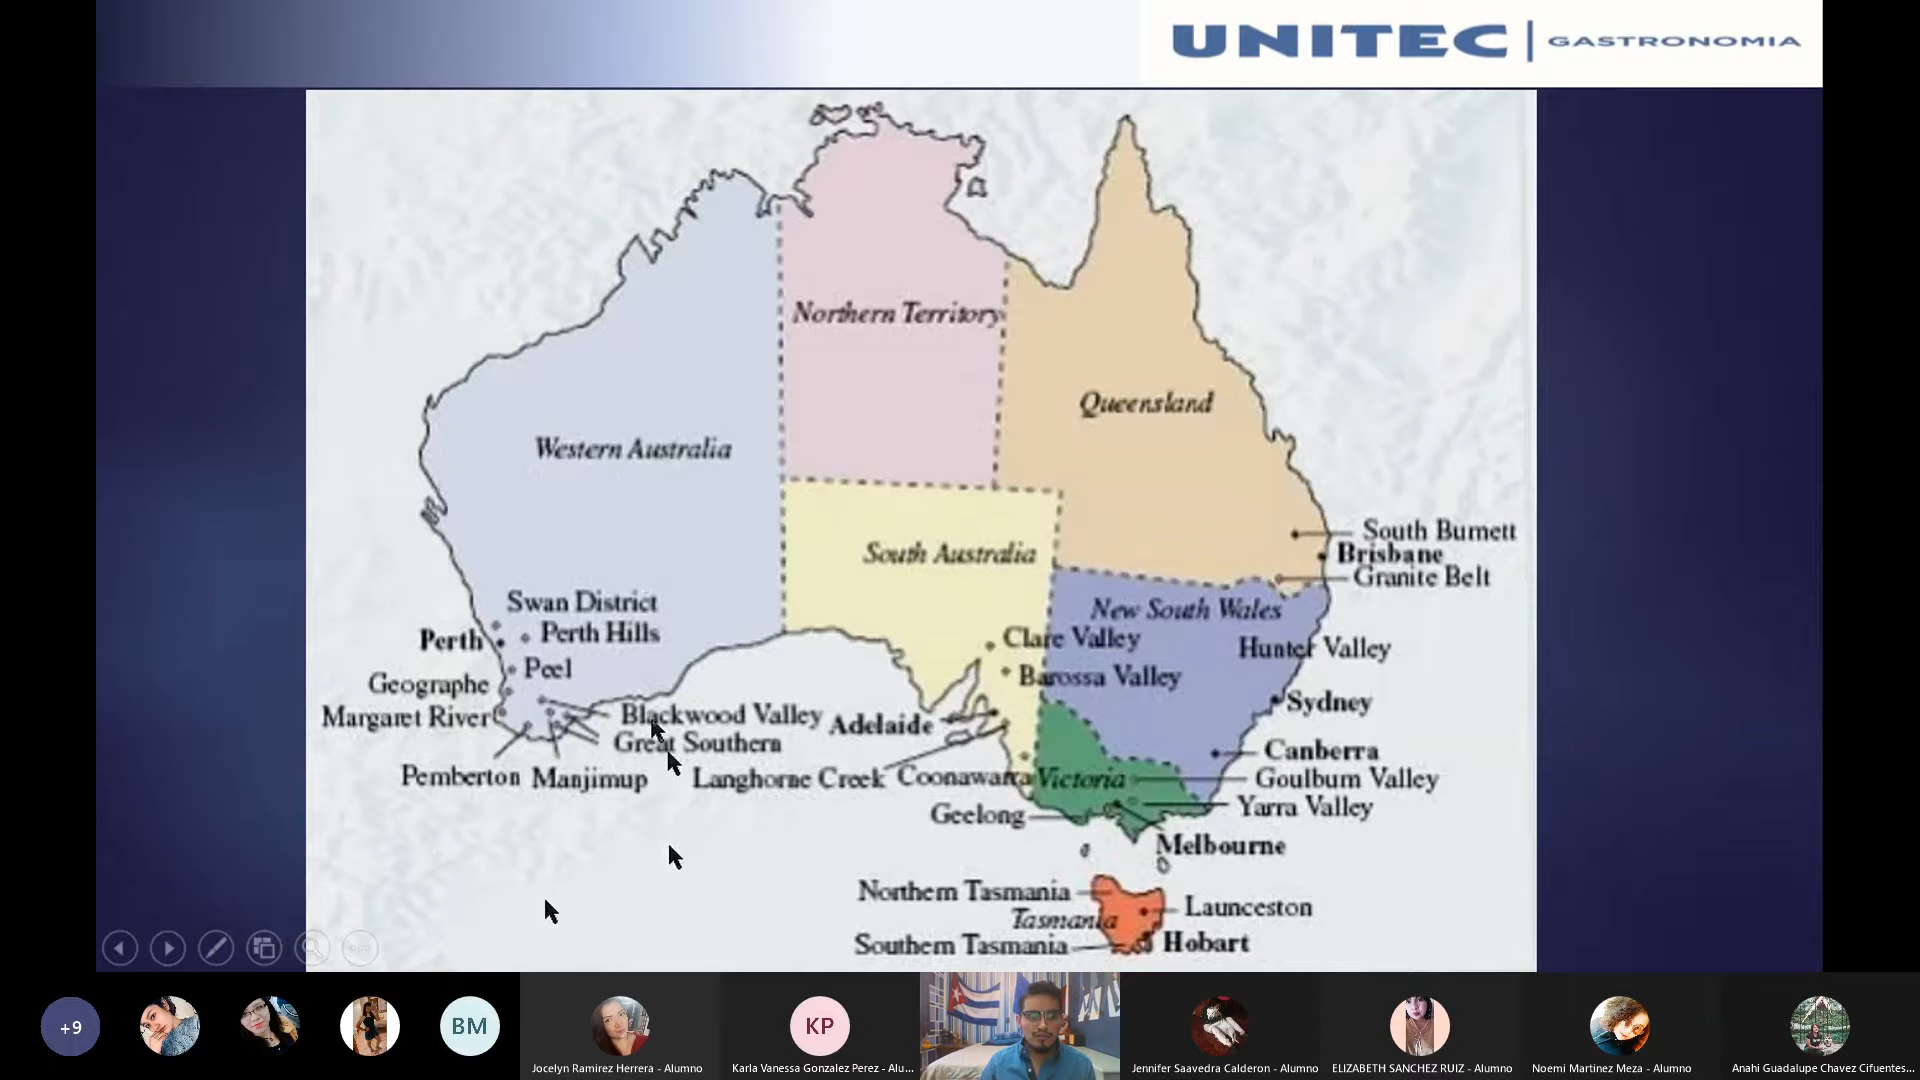 UNITEC | GASTRONOMIA
Northern Territory
Queensland
Western Australia
South Burnett
South Australia
Brisbane
Granite Belt
Swan District
New South Wales
Perth
Perth Hills
Clare Valley
Hunter Valley
Peel
Barossa Valley
Geographe
Sydney
Margaret River
Blackwood Valley
Adelaide
Great Southern
Canberra
Pemberton
Manjimup
Langhorne Creek
Coonawarra
Victoria
Goulburn Valley
Geelong
Yarra Valley
Melbourne
Northern Tasmania
Launceston
Tasmania
Southern Tasmania
Hobart
+9
BM
KP
Jocelyn Ramirez Herrera - Alumno
Karla Vanessa Gonzalez Perez - Alu...
Jennifer Saavedra Calderon - Alumno
ELIZABETH SANCHEZ RUIZ - Alumno
Noemi Martinez Meza - Alumno
Anahi Guadalupe Chavez Cifuentes...